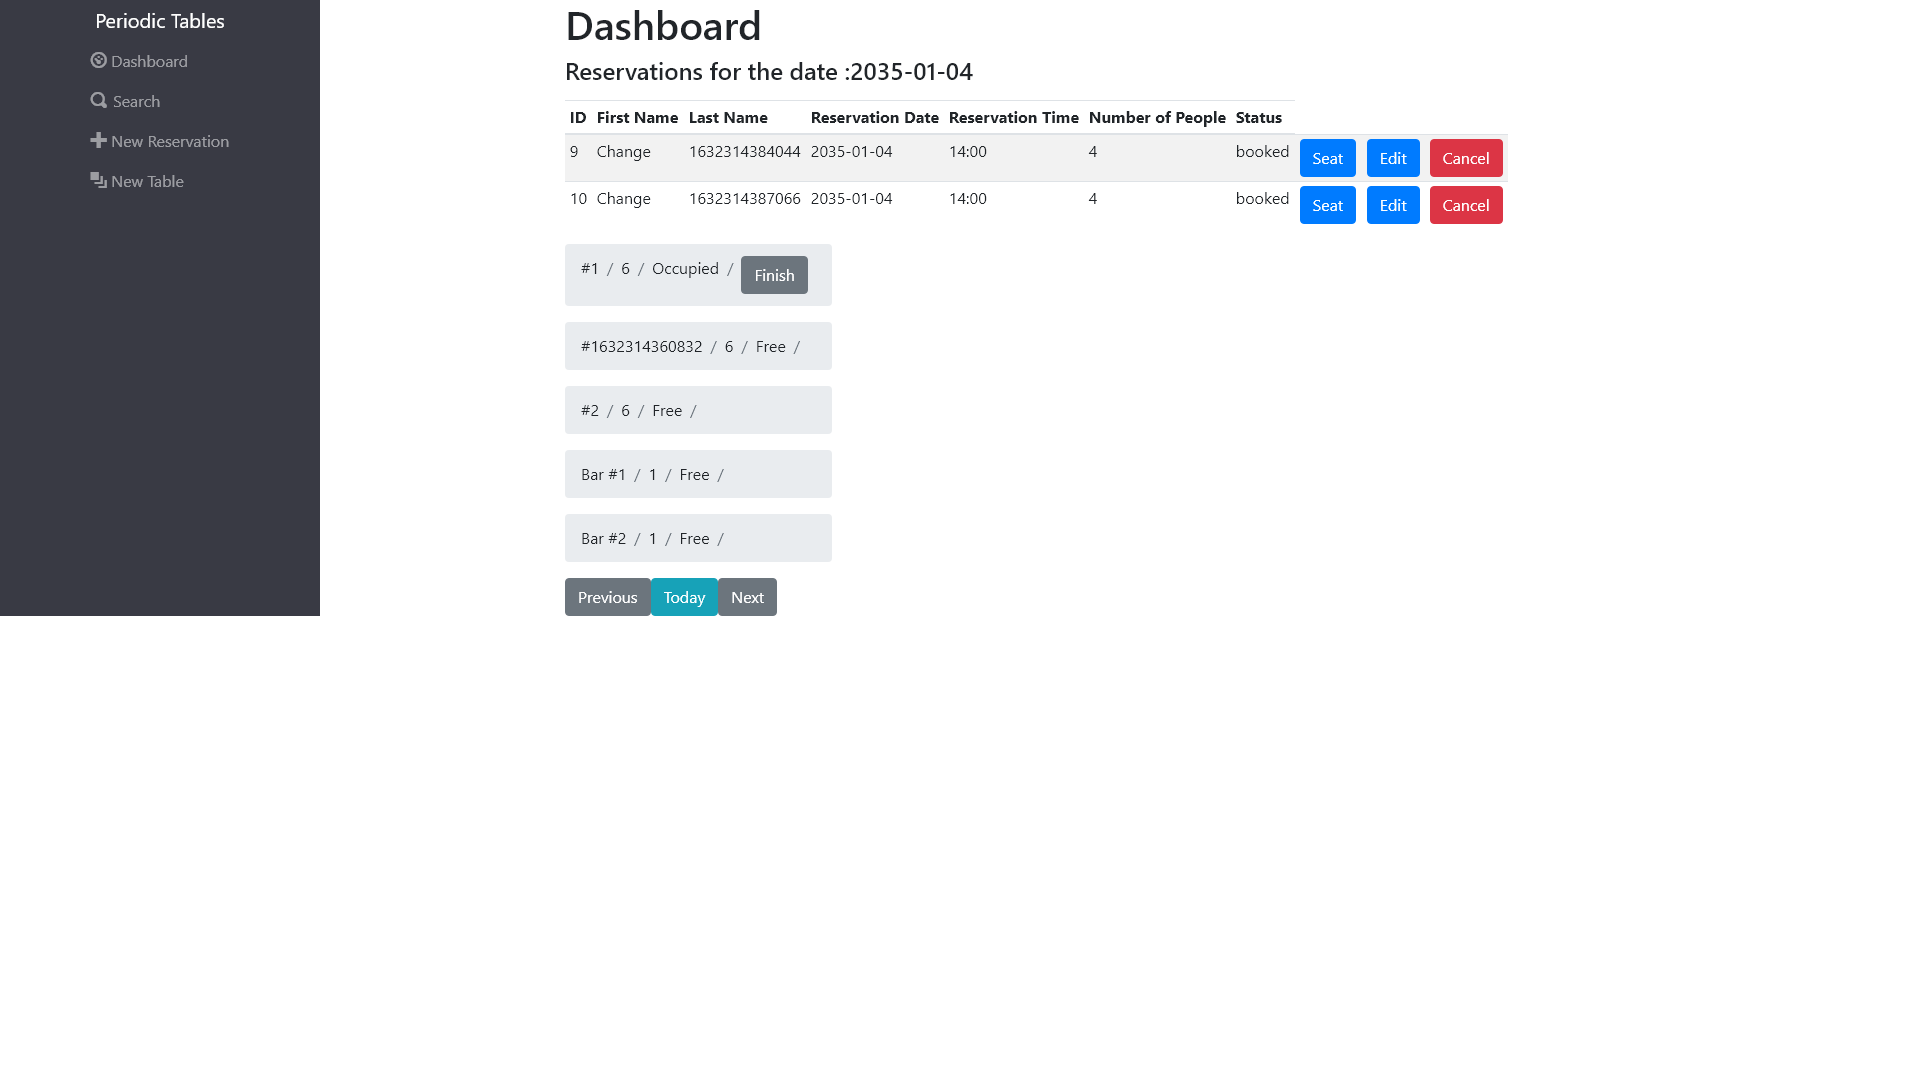 Periodic Tables
Dashboard
Search
New Reservation
New Table
Dashboard
Reservations for the date :2035-01-04
ID First Name Last Name Reservation Date Reservation Time Number of People Status
9 Change 1632314384044 2035-01-04 14:00 4 booked Seat Edit Cancel
10 Change 1632314387066 2035-01-04 14:00 4 booked Seat Edit Cancel
#1 / 6 / Occupied / Finish
#1632314360832 / 6 / Free /
#2 / 6 / Free /
Bar #1 / 1 / Free /
Bar #2 / 1 / Free /
Previous Today Next